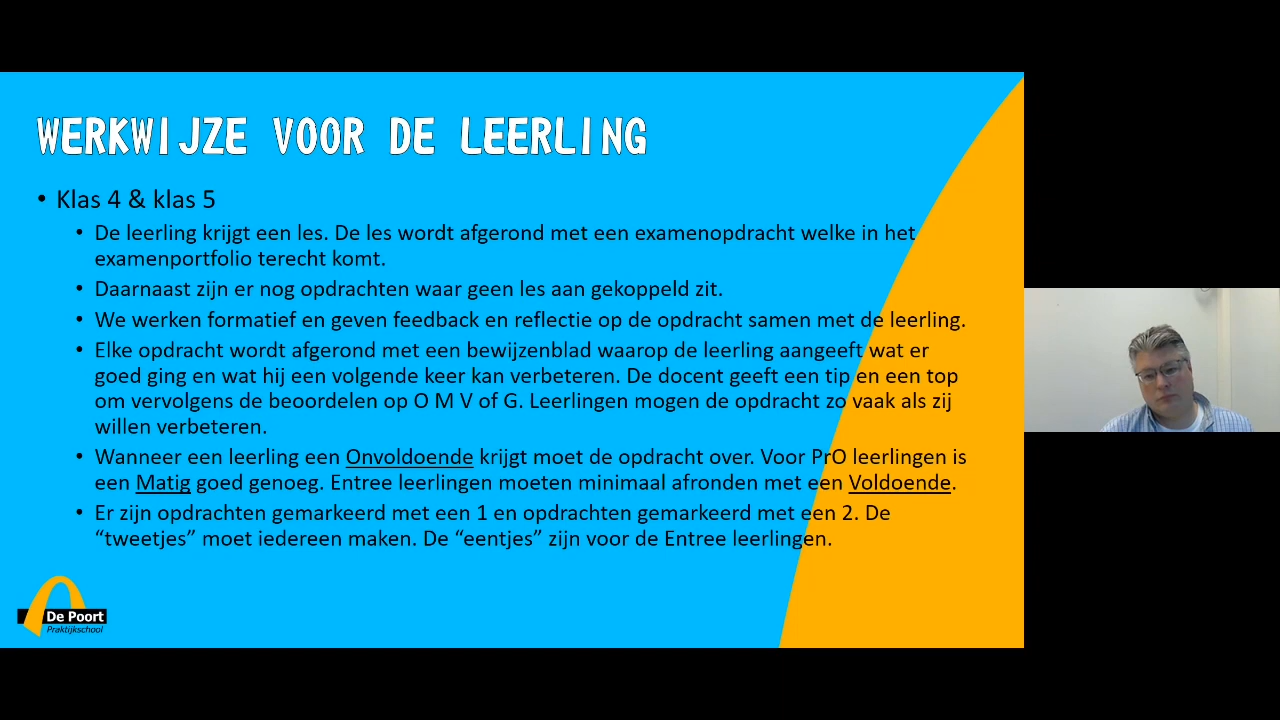 WERKWIJZE VOOR DE LEERLING
• Klas 4 & klas 5
• De leerling krijgt een les. De les wordt afgerond met een examenopdracht welke in het
examenportfolio terecht komt.
• Daarnaast zijn er nog opdrachten waar geen les aan gekoppeld zit.
• We werken formatief en geven feedback en reflectie op de opdracht samen met de leerling.
• Elke opdracht wordt afgerond met een bewijzenblad waarop de leerling aangeeft wat er
goed ging en wat hij een volgende keer kan verbeteren. De docent geeft een tip en een top
om vervolgens de beoordelen op O M V of G. Leerlingen mogen de opdracht zo vaak als zij
willen verbeteren.
• Wanneer een leerling een Onvoldoende krijgt moet de opdracht over. Voor PrO leerlingen is
een Matig goed genoeg. Entree leerlingen moeten minimaal afronden met een Voldoende.
• Er zijn opdrachten gemarkeerd met een 1 en opdrachten gemarkeerd met een 2. De
“tweetjes” moet iedereen maken. De “eentjes” zijn voor de Entree leerlingen.
De Poort
Praktijkschool